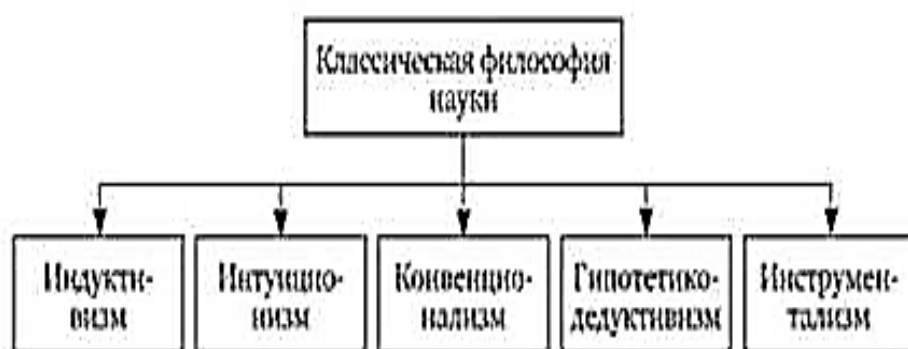 Классическая философия
науки
Индукти-
визм
Интуицио-
низм
Конвенцио-
нализм
Гипотетико-
дедуктивизм
Инструмен-
тализм